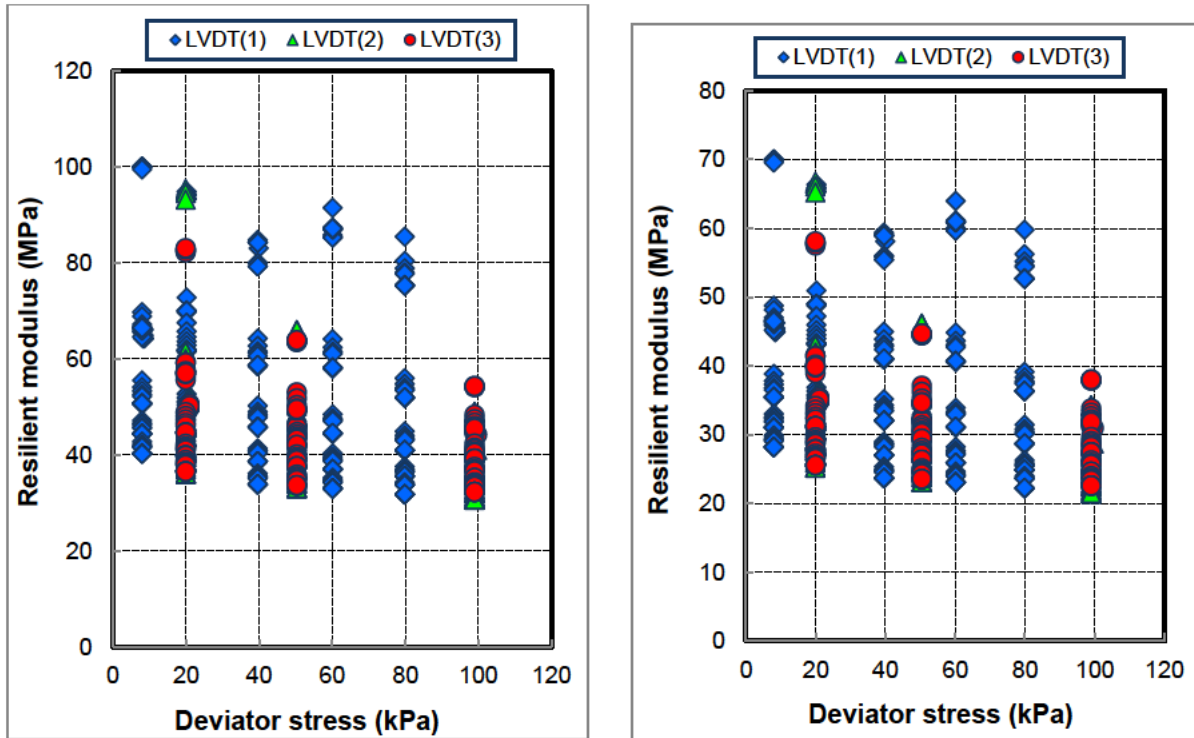 LVDT(1) LVDT(2) LVDT(3)
120
100
80
60
40
20
0
0 20 40 60 80 100 120
Resilient modulus (MPa)
Deviator stress (kPa)
LVDT(1) LVDT(2) LVDT(3)
80
70
60
50
40
30
20
10
0
0 20 40 60 80 100 120
Resilient modulus (MPa)
Deviator stress (kPa)